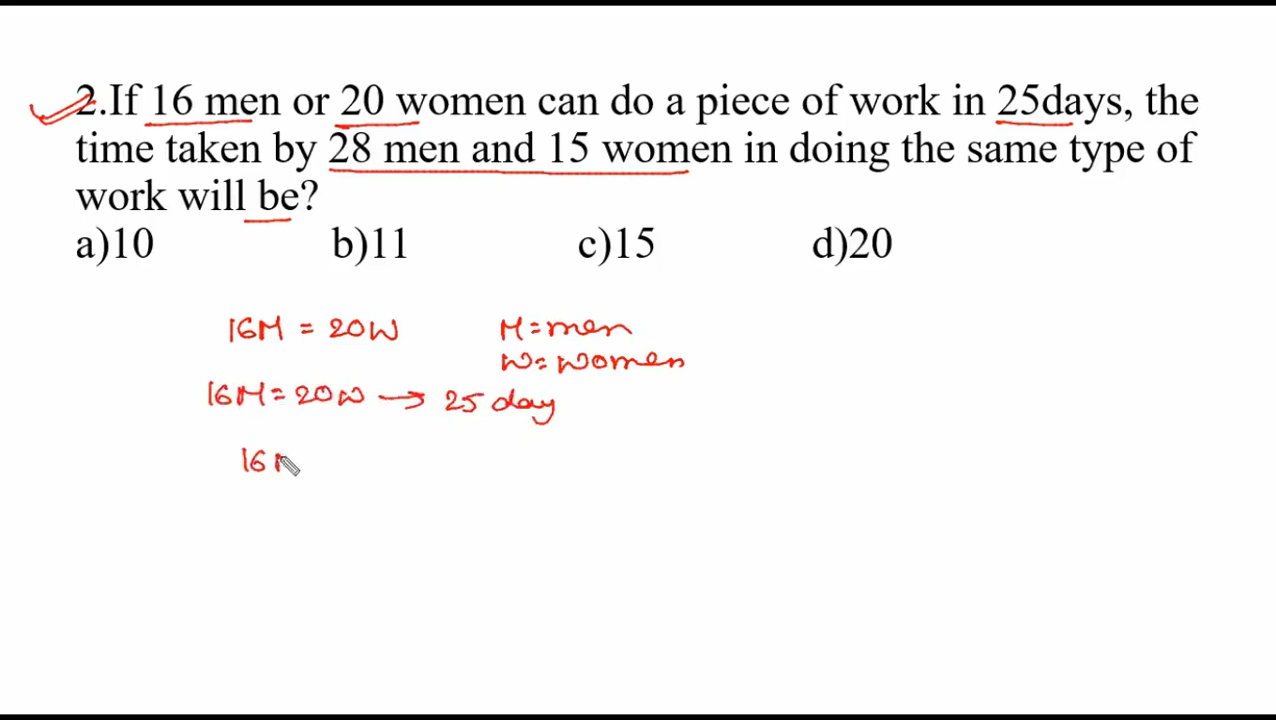 2.If 16 men or 20 women can do a piece of work in 25days, the
time taken by 28 men and 15 women in doing the same type of
work will be?
a)10 b)11 c)15 d)20
16M = 20W M=men
W= women
16M=20W → 25 day
16